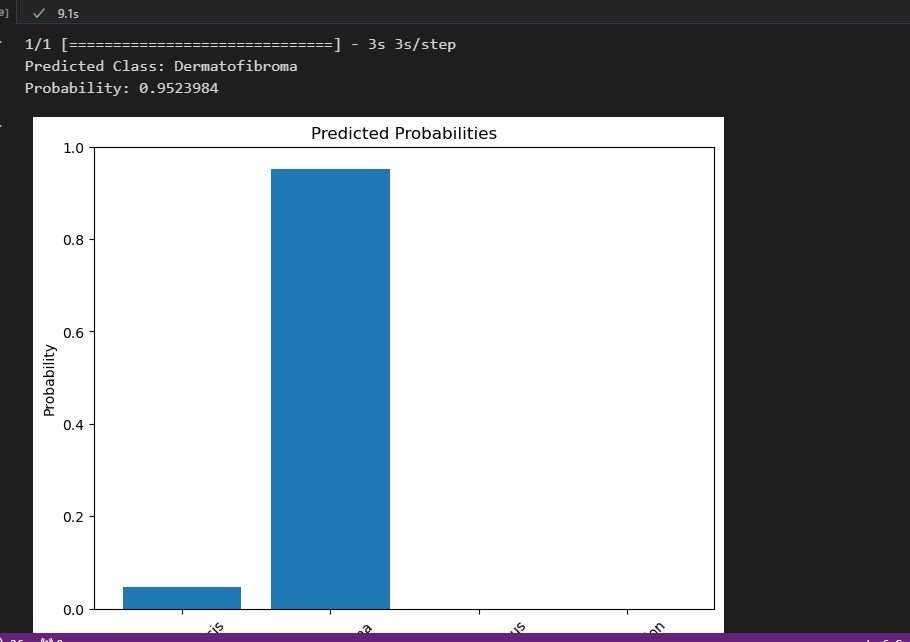 9.1s
1/1 [==============================] - 3s 3s/step
Predicted Class: Dermatofibroma
Probability: 0.9523984
Predicted Probabilities
1.0
0.8
0.6
0.4
0.2
0.0
Probability